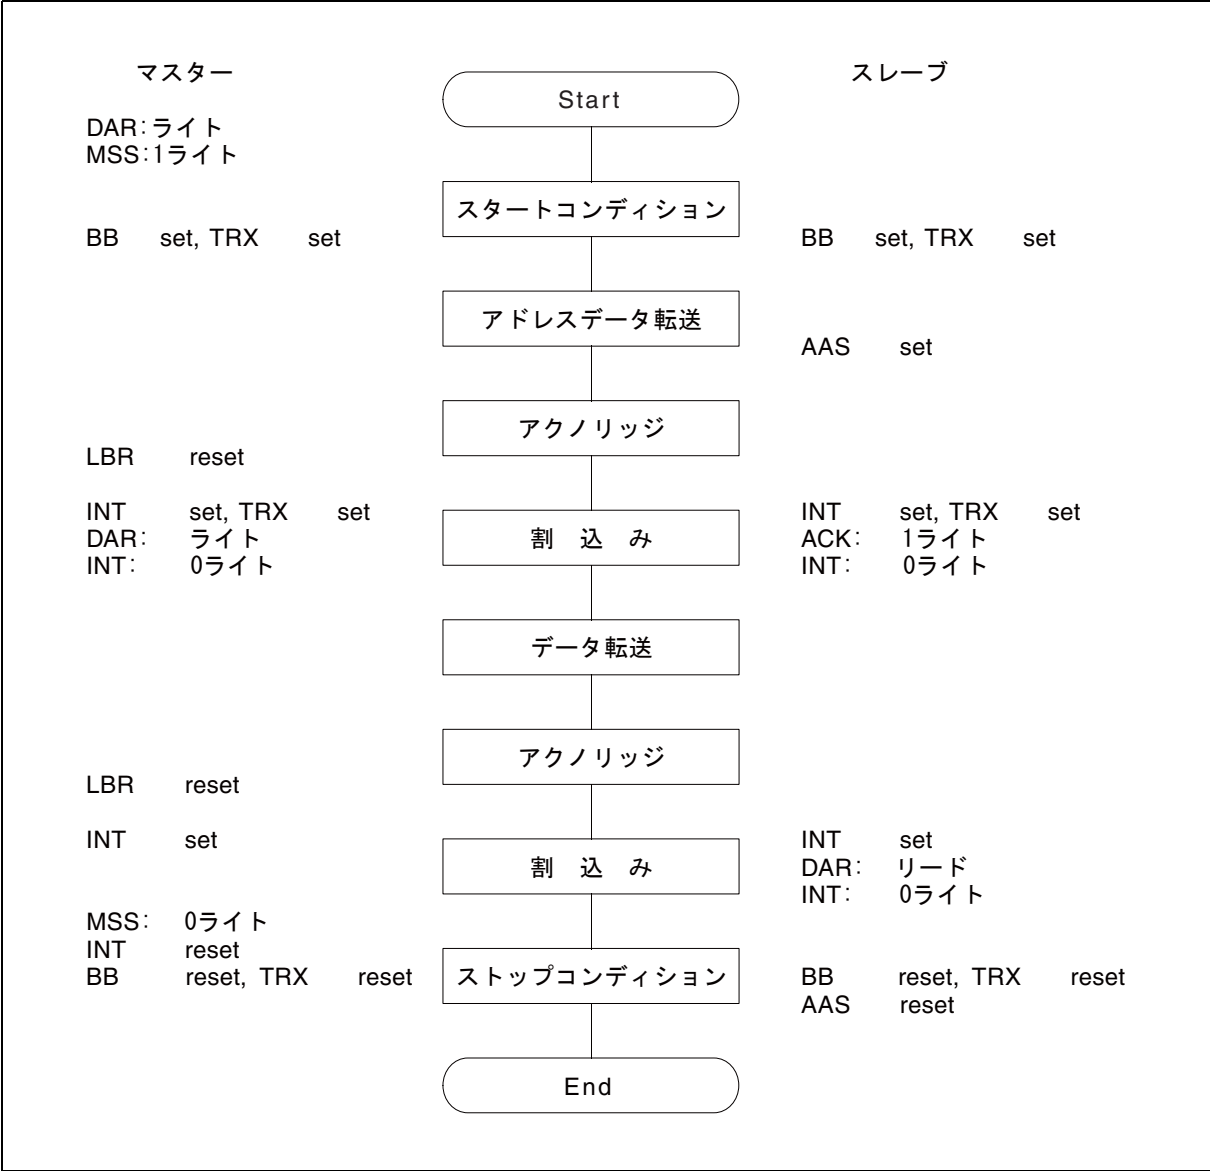 マスター
スレーブ
Start
DAR:ライト
MSS:1ライト
スタートコンディション
BB set, TRX set
BB set, TRX set
アドレスデータ転送
AAS set
アクノリッジ
LBR reset
INT set, TRX set
DAR: ライト
INT: 0ライト
割 込 み
INT set, TRX set
ACK: 1ライト
INT: 0ライト
データ転送
アクノリッジ
LBR reset
INT set
割 込 み
INT set
DAR: リード
INT: 0ライト
MSS: 0ライト
INT reset
BB reset, TRX reset
ストップコンディション
BB reset, TRX reset
AAS reset
End